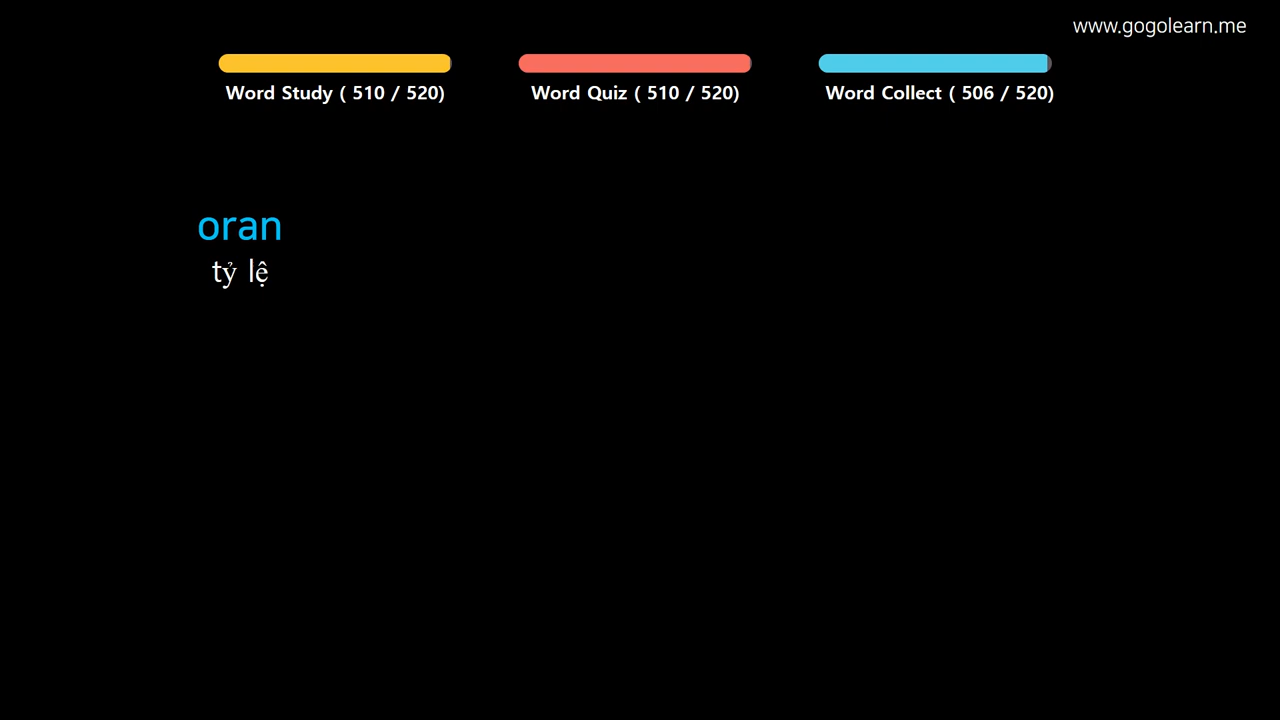 www.gogolearn.me
Word Study ( 510 / 520)
Word Quiz ( 510 / 520)
Word Collect ( 506 / 520)
oran
tỷ lệ